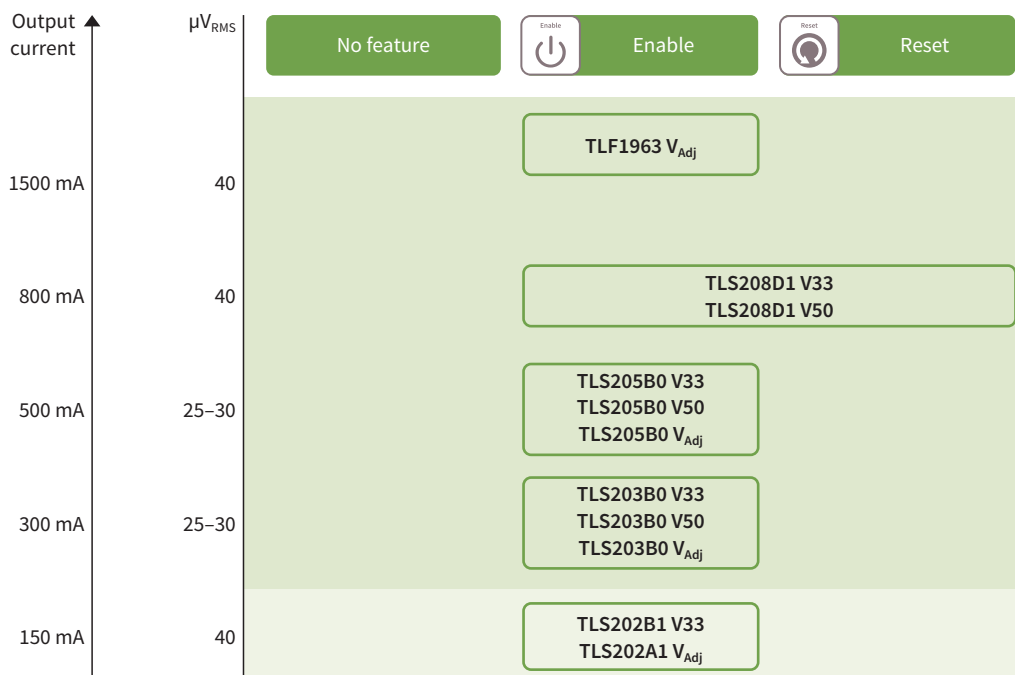 Output
current
µVRMS
No feature
Enable
Enable
Reset
Reset
TLF1963 VAdj
1500 mA
40
TLS208D1 V33
800 mA
40
TLS208D1 V50
TLS205B0 V33
500 mA
25–30
TLS205B0 V50
TLS205B0 VAdj
TLS203B0 V33
300 mA
25–30
TLS203B0 V50
TLS203B0 VAdj
TLS202B1 V33
150 mA
40
TLS202A1 VAdj